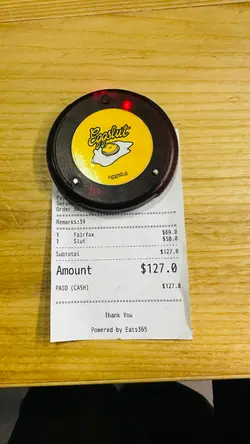 Eggslut
eggslut
Remarks:39
1 Fairfax $69.0
1 Slut $58.0
Subtotal $127.0
Amount $127.0
PAID (CASH) $127.0
Thank You
Powered by Eats365